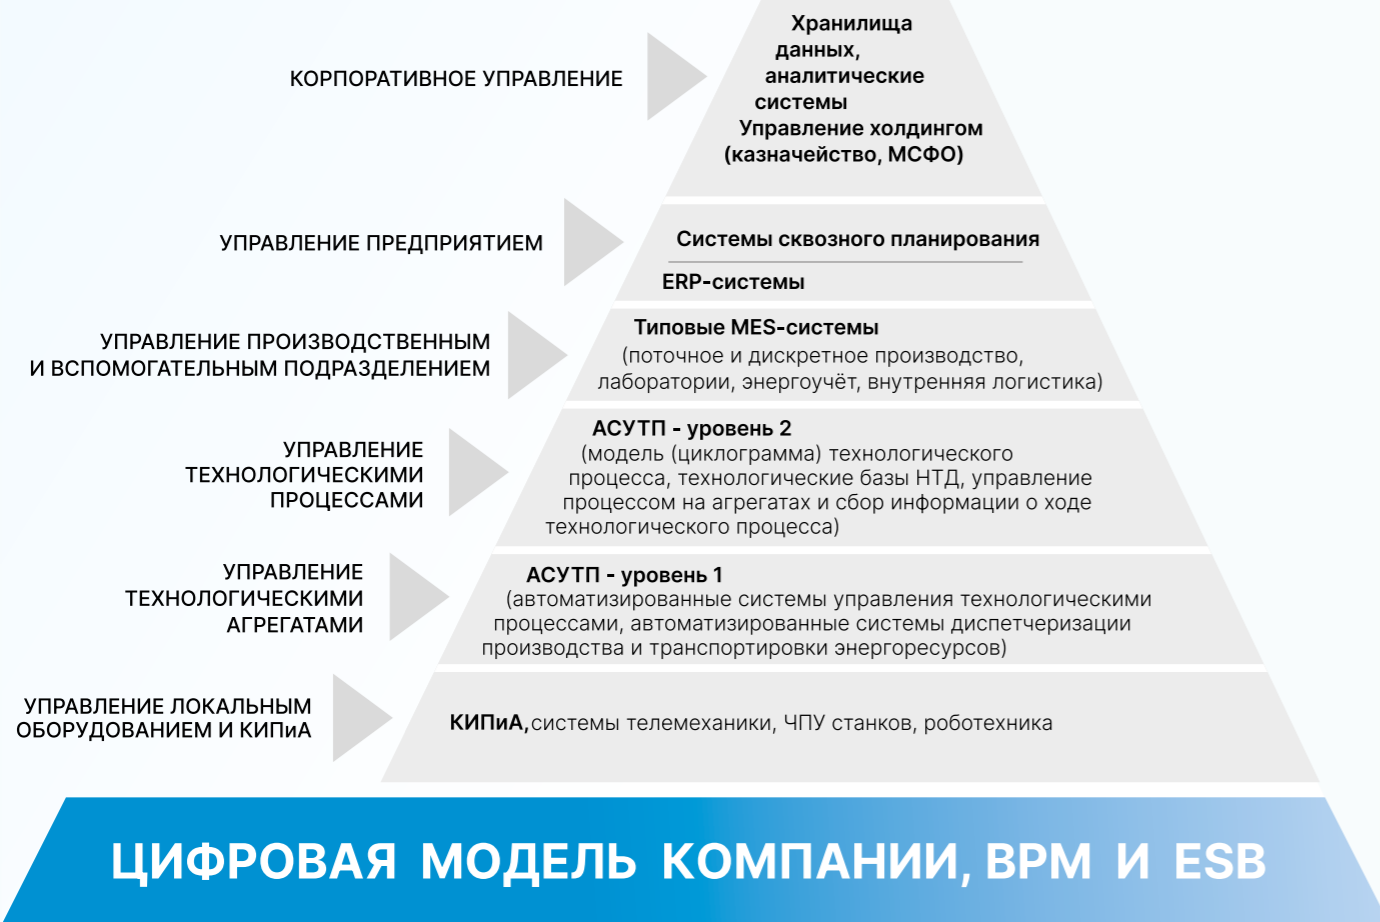 Хранилища
данных,
аналитические
системы
Управление холдингом
(казначейство, МСФО)
КОРПОРАТИВНОЕ УПРАВЛЕНИЕ
УПРАВЛЕНИЕ ПРЕДПРИЯТИЕМ
Системы сквозного планирования
ERP-системы
УПРАВЛЕНИЕ ПРОИЗВОДСТВЕННЫМ
И ВСПОМОГАТЕЛЬНЫМ ПОДРАЗДЕЛЕНИЕМ
Типовые MES-системы
(поточное и дискретное производство,
лаборатории, энергоучёт, внутренняя логистика)
УПРАВЛЕНИЕ
ТЕХНОЛОГИЧЕСКИМИ
ПРОЦЕССАМИ
АСУТП - уровень 2
(модель (циклограмма) технологического
процесса, технологические базы НТД, управление
процессом на агрегатах и сбор информации о ходе
технологического процесса)
УПРАВЛЕНИЕ
ТЕХНОЛОГИЧЕСКИМИ
АГРЕГАТАМИ
АСУТП - уровень 1
(автоматизированные системы управления технологическими
процессами, автоматизированные системы диспетчеризации
производства и транспортировки энергоресурсов)
УПРАВЛЕНИЕ ЛОКАЛЬНЫМ
ОБОРУДОВАНИЕМ И КИПиА
КИПиА, системы телемеханики, ЧПУ станков, роботехника
ЦИФРОВАЯ МОДЕЛЬ КОМПАНИИ, BPM И ESB